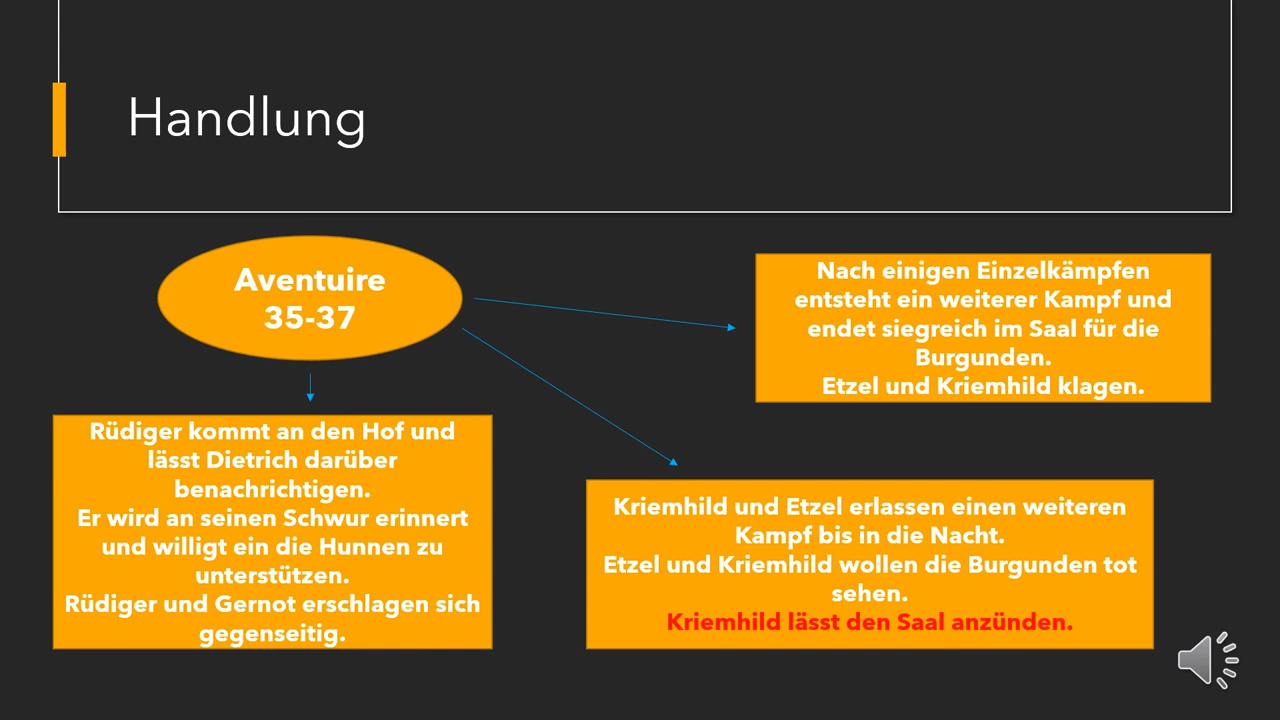 Handlung
Aventuire
35-37
Nach einigen Einzelkämpfen
entsteht ein weiterer Kampf und
endet siegreich im Saal für die
Burgunden.
Etzel und Kriemhild klagen.
Rüdiger kommt an den Hof und
lässt Dietrich darüber
benachrichtigen.
Er wird an seinen Schwur erinnert
und willigt ein die Hunnen zu
unterstützen.
Rüdiger und Gernot erschlagen sich
gegenseitig.
Kriemhild und Etzel erlassen einen weiteren
Kampf bis in die Nacht.
Etzel und Kriemhild wollen die Burgunden tot
sehen.
Kriemhild lässt den Saal anzünden.